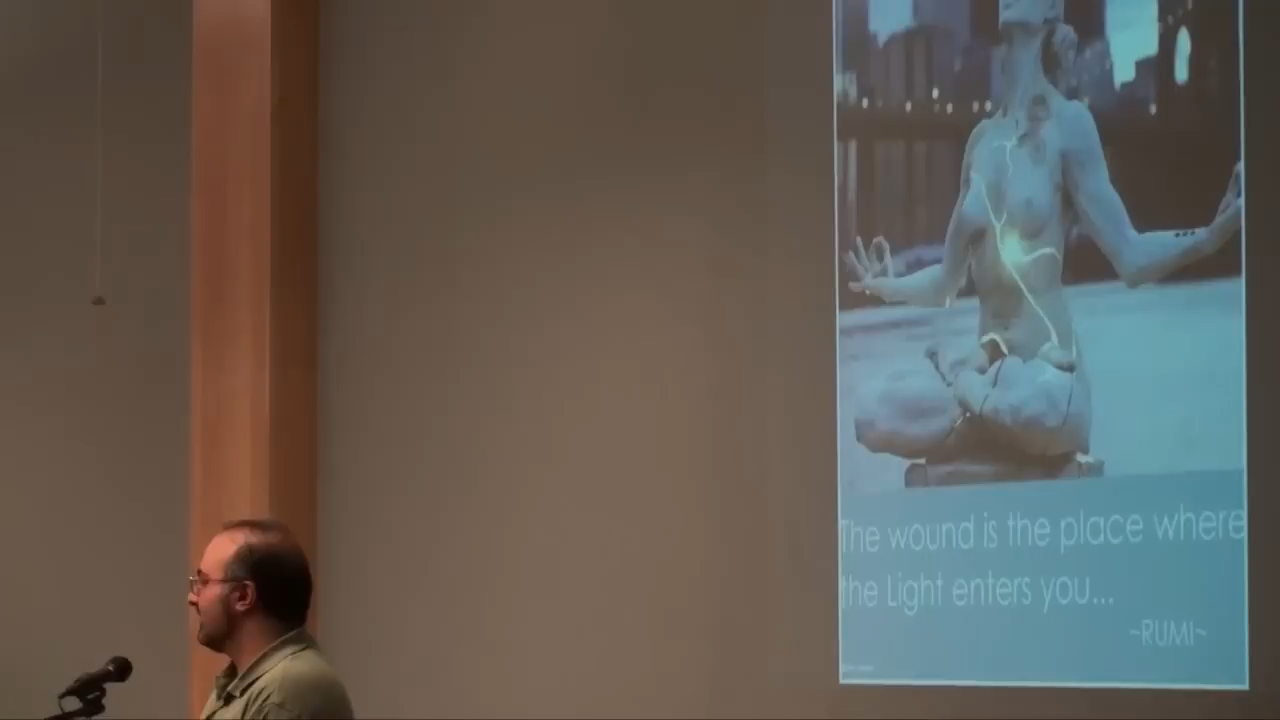 The wound is the place where
the Light enters you...
~RUMI~